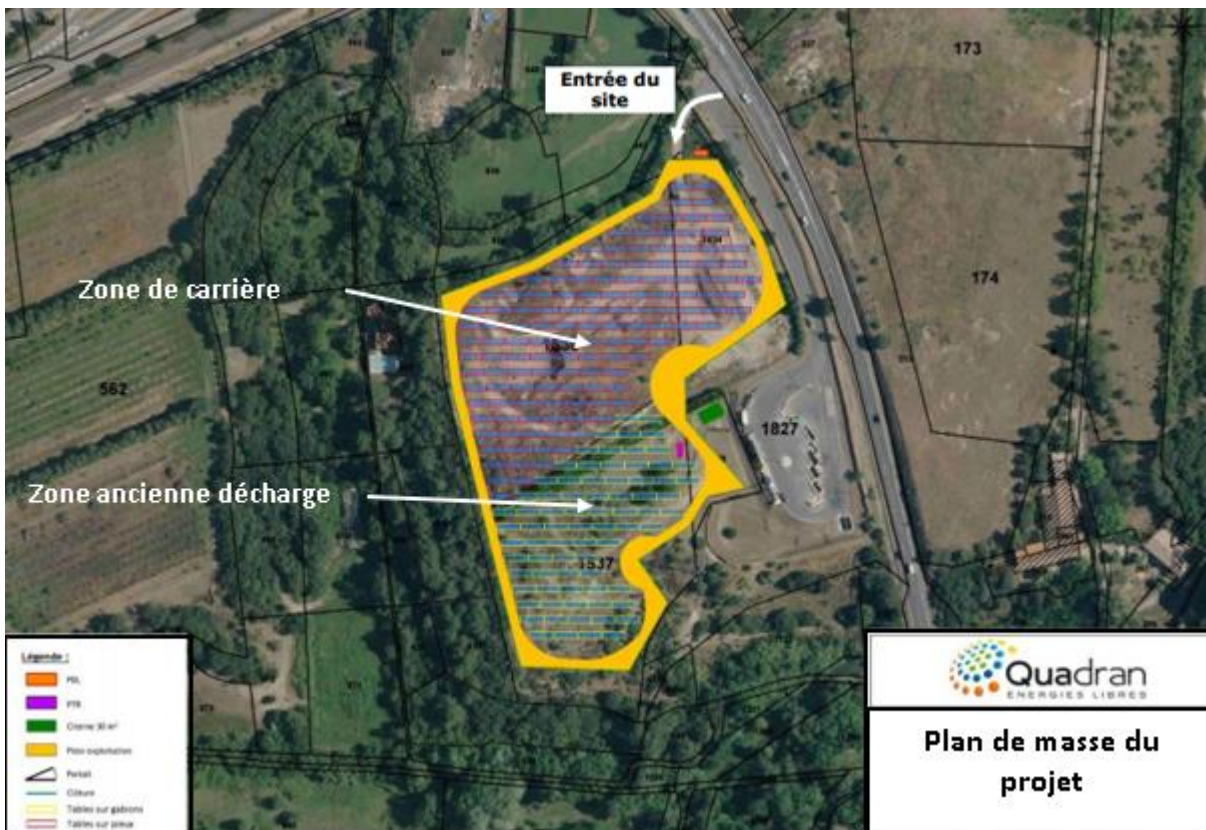 173
Entrée du
site
174
Zone de carrière
562
1827
Zone ancienne décharge
1537
Légende :
PDL
PTR
Citerne 30 m³
Piste exploitation
Portail
Clôture
Tables sur gabions
Tables sur pieux
Quadran
ENERGIES LIBRES
Plan de masse du
projet